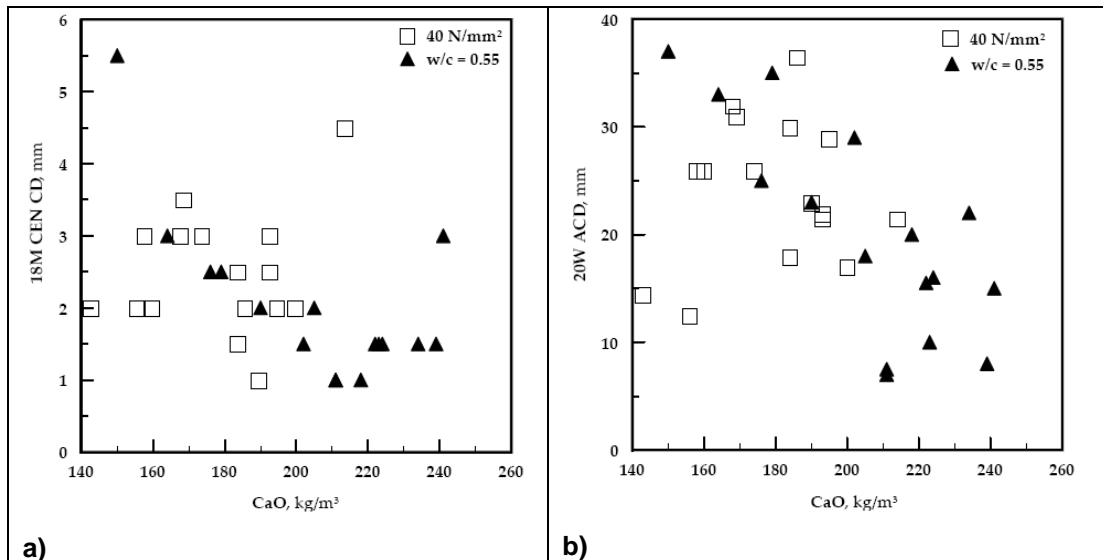 6
5
4
3
2
1
0
18M CEN CD, mm
40 N/mm²
w/c = 0.55
140 160 180 200 220 240 260
CaO, kg/m³
a)
40
30
20
10
0
20W ACD, mm
40 N/mm²
w/c = 0.55
140 160 180 200 220 240 260
CaO, kg/m³
b)